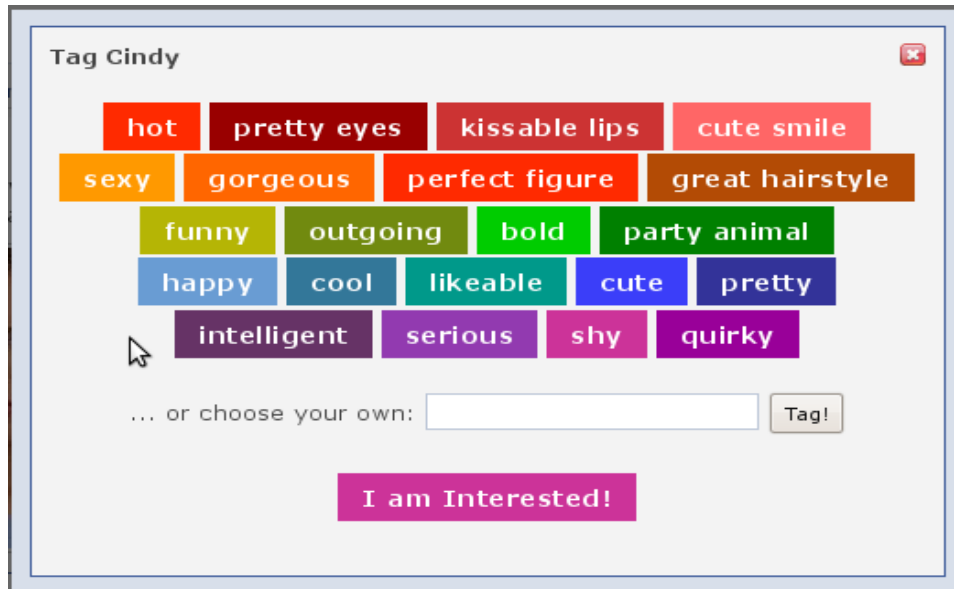 Tag Cindy
hot pretty eyes kissable lips cute smile
sexy gorgeous perfect figure great hairstyle
funny outgoing bold party animal
happy cool likeable cute pretty
intelligent serious shy quirky
... or choose your own: Tag!
I am Interested!